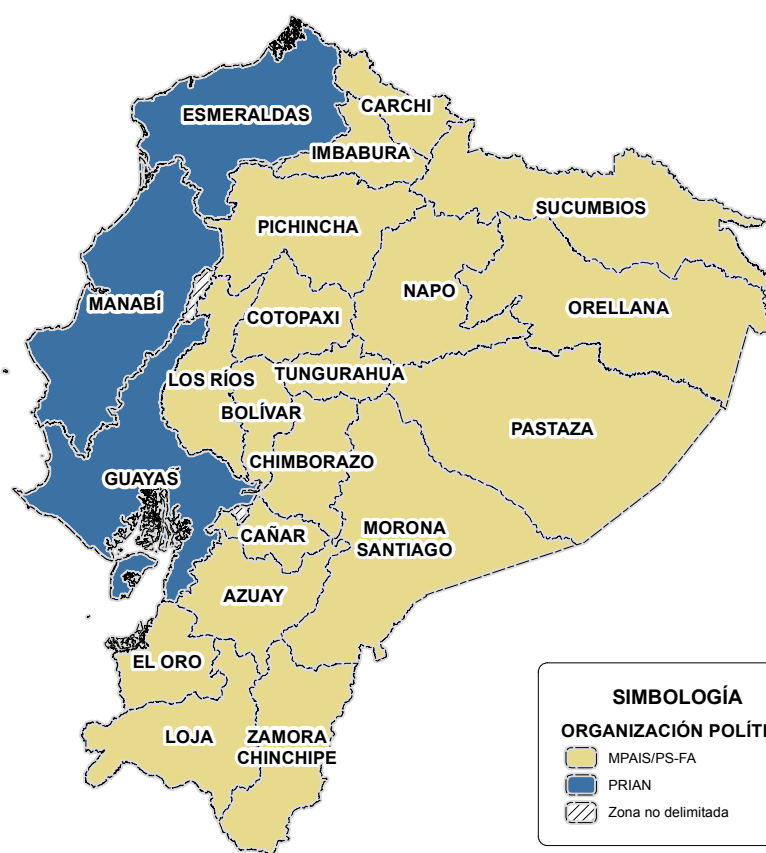 CARCHI
ESMERALDAS
IMBABURA
SUCUMBIOS
PICHINCHA
NAPO
MANABÍ
ORELLANA
COTOPAXI
TUNGURAHUA
LOS RÍOS
BOLÍVAR
PASTAZA
CHIMBORAZO
GUAYAS
MORONA
SANTIAGO
CAÑAR
AZUAY
EL ORO
LOJA
ZAMORA
CHINCHIPE
SIMBOLOGÍA
ORGANIZACIÓN POLÍTI
MPAIS/PS-FA
PRIAN
Zona no delimitada